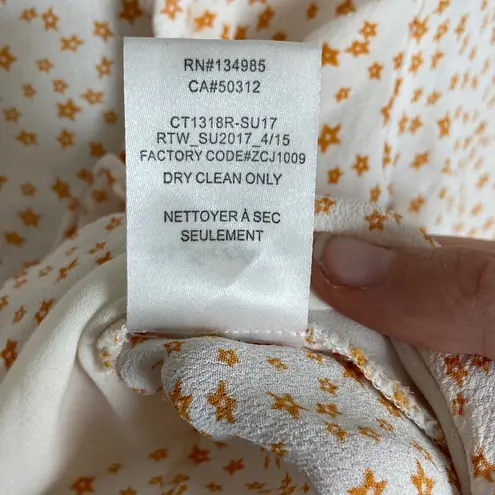 RN#134985
CA#50312
CT1318R-SU17
RTW_SU2017_4/15
FACTORY CODE#ZCJ1009
DRY CLEAN ONLY
NETTOYER À SEC
SEULEMENT